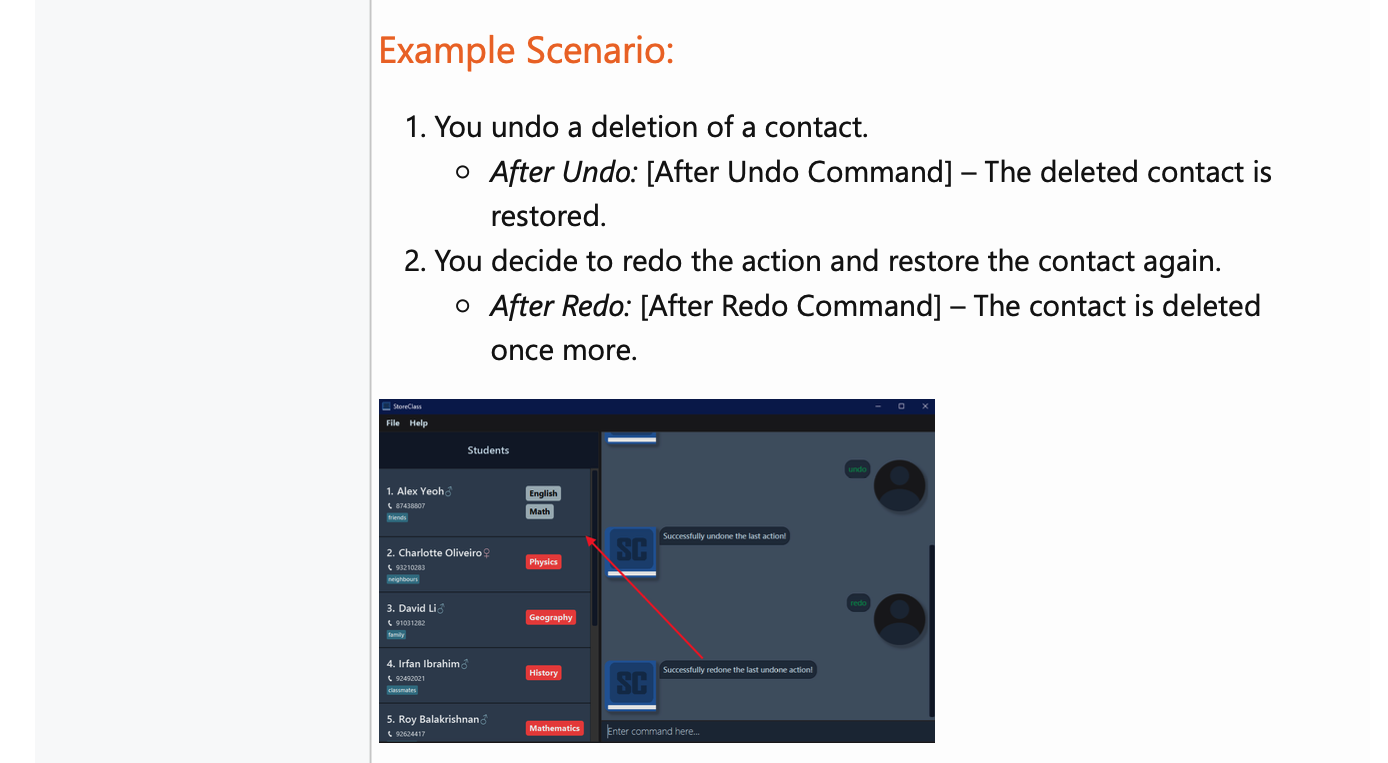 Example Scenario:
1. You undo a deletion of a contact.
After Undo: [After Undo Command] – The deleted contact is
restored.
2. You decide to redo the action and restore the contact again.
After Redo: [After Redo Command] – The contact is deleted
once more.
StoreClass
File Help
Students
1. Alex Yeoh♂
87438807
friends
English
Math
2. Charlotte Oliveiro♀
93210283
neighbours
Physics
3. David Li♂
91031282
family
Geography
4. Irfan Ibrahim♂
92492021
classmates
History
5. Roy Balakrishnan♂
92624417
Mathematics
undo
SC
Successfully undone the last action!
redo
SC
Successfully redone the last undone action!
Enter command here...